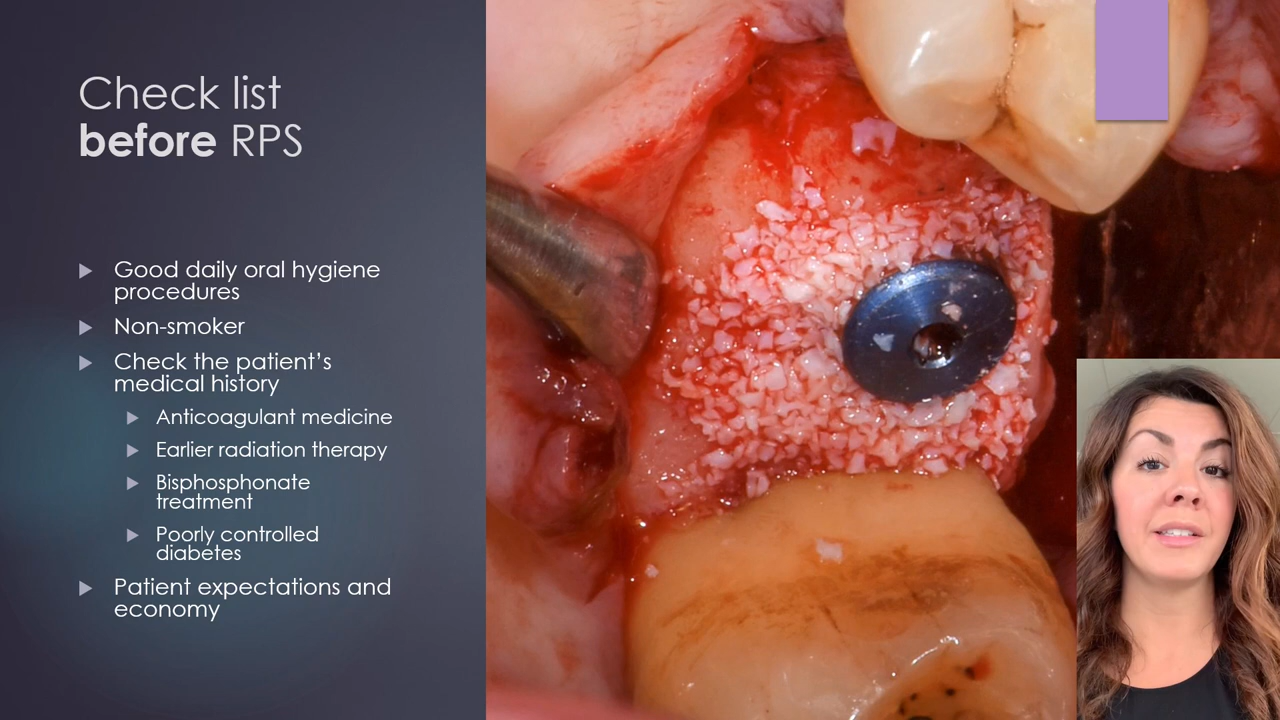 Check list
before RPS
Good daily oral hygiene
procedures
Non-smoker
Check the patient's
medical history
Anticoagulant medicine
Earlier radiation therapy
Bisphosphonate
treatment
Poorly controlled
diabetes
Patient expectations and
economy